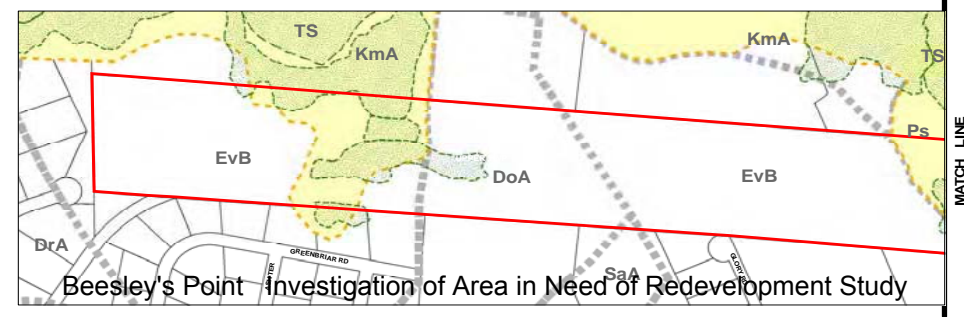 TS
KmA
KmA
TS
Ps
MATCH LINE
EvB
DoA
EvB
DrA
GREENBRIAR RD
SaA
Beesley's Point Investigation of Area in Need of Redevelopment Study